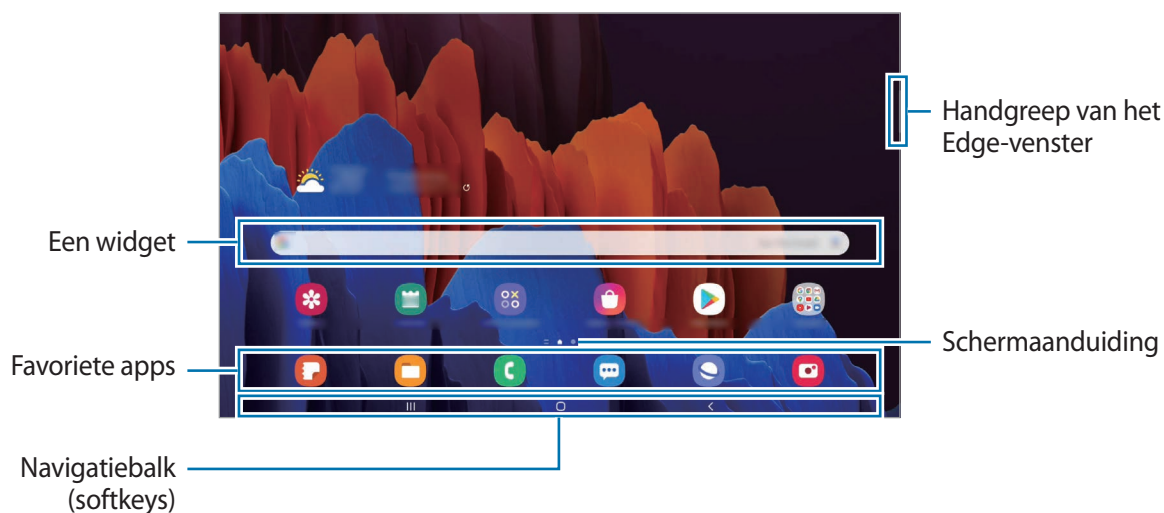 Handgreep van het
Edge-venster
Een widget
Schermaanduiding
Favoriete apps
Navigatiebalk
(softkeys)